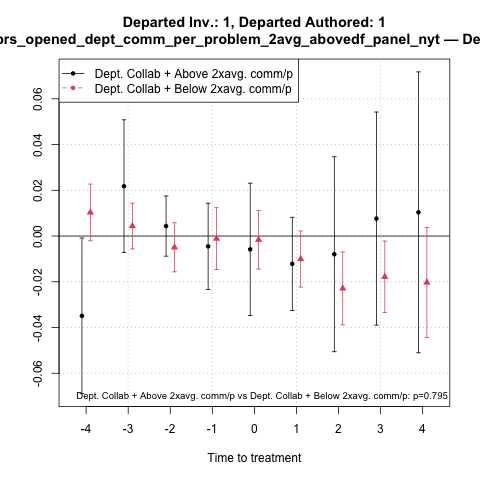 Departed Inv.: 1, Departed Authored: 1
prs_opened_dept_comm_per_problem_2avg_abovedf_panel_nyt — De
Dept. Collab + Above 2xavg. comm/p
Dept. Collab + Below 2xavg. comm/p
0.06
0.04
0.02
0.00
-0.02
-0.04
-0.06
Dept. Collab + Above 2xavg. comm/p vs Dept. Collab + Below 2xavg. comm/p: p=0.795
-4 -3 -2 -1 0 1 2 3 4
Time to treatment